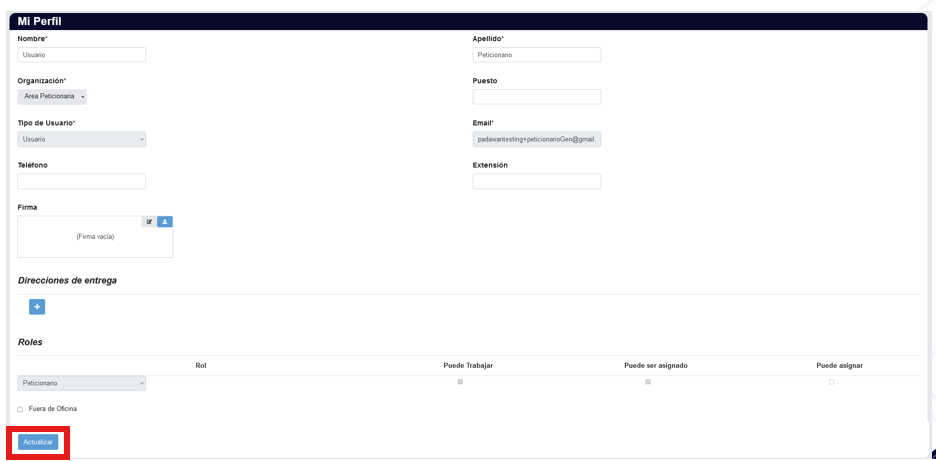 Mi Perfil
Nombre* Apellido*
Usuario Peticionario
Organización* Puesto
Area Peticionaria
Tipo de Usuario* Email*
Usuario padawantesting+peticionarioGen@gmail.
Teléfono Extensión
Firma
(Firma vacía)
Direcciones de entrega
+
Roles
Rol Puede Trabajar Puede ser asignado Puede asignar
Peticionario
Fuera de Oficina
Actualizar